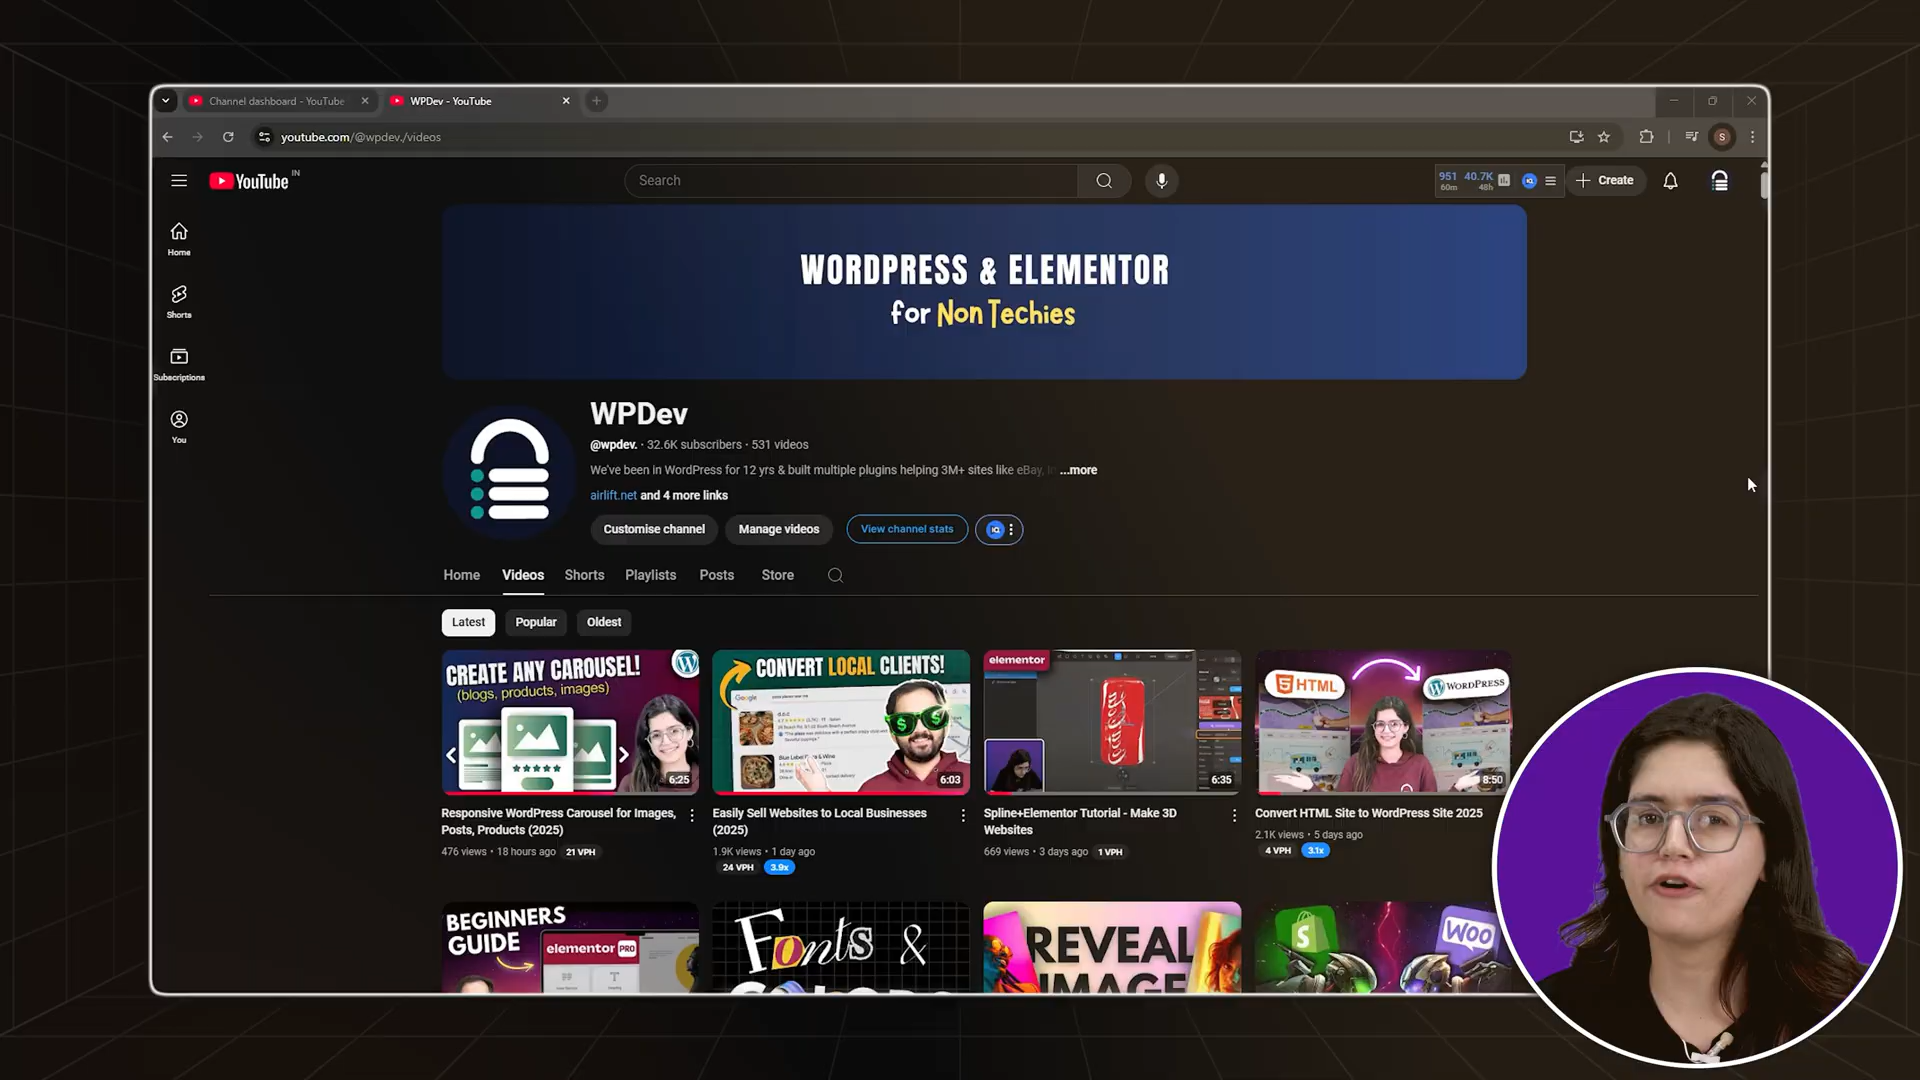 Channel dashboard - YouTube
WPDev - YouTube
youtube.com/@wpdev./videos
S
YouTube IN
Search
951 40.7K
60m 48h
Create
Home
Shorts
Subscriptions
You
WORDPRESS & ELEMENTOR
for Non Techies
WPDev
@wpdev. · 32.6K subscribers · 531 videos
We've been in WordPress for 12 yrs & built multiple plugins helping 3M+ sites like eBay, ...more
airlift.net and 4 more links
Customise channel
Manage videos
View channel stats
Home
Videos
Shorts
Playlists
Posts
Store
Latest
Popular
Oldest
CREATE ANY CAROUSEL!
(blogs, products, images)
6:25
Responsive WordPress Carousel for Images,
Posts, Products (2025)
476 views · 18 hours ago 21 VPH
CONVERT LOCAL CLIENTS!
Google
6:03
Easily Sell Websites to Local Businesses
(2025)
1.9K views · 1 day ago
24 VPH 3.9x
elementor
Coca-Cola
6:35
Spline+Elementor Tutorial - Make 3D
Websites
669 views · 3 days ago 1 VPH
HTML
WORDPRESS
8:50
Convert HTML Site to WordPress Site 2025
2.1K views · 5 days ago
4 VPH 3.1x
BEGINNERS
GUIDE
elementor PRO
Fonts &
REVEAL
IMAGE
WOO